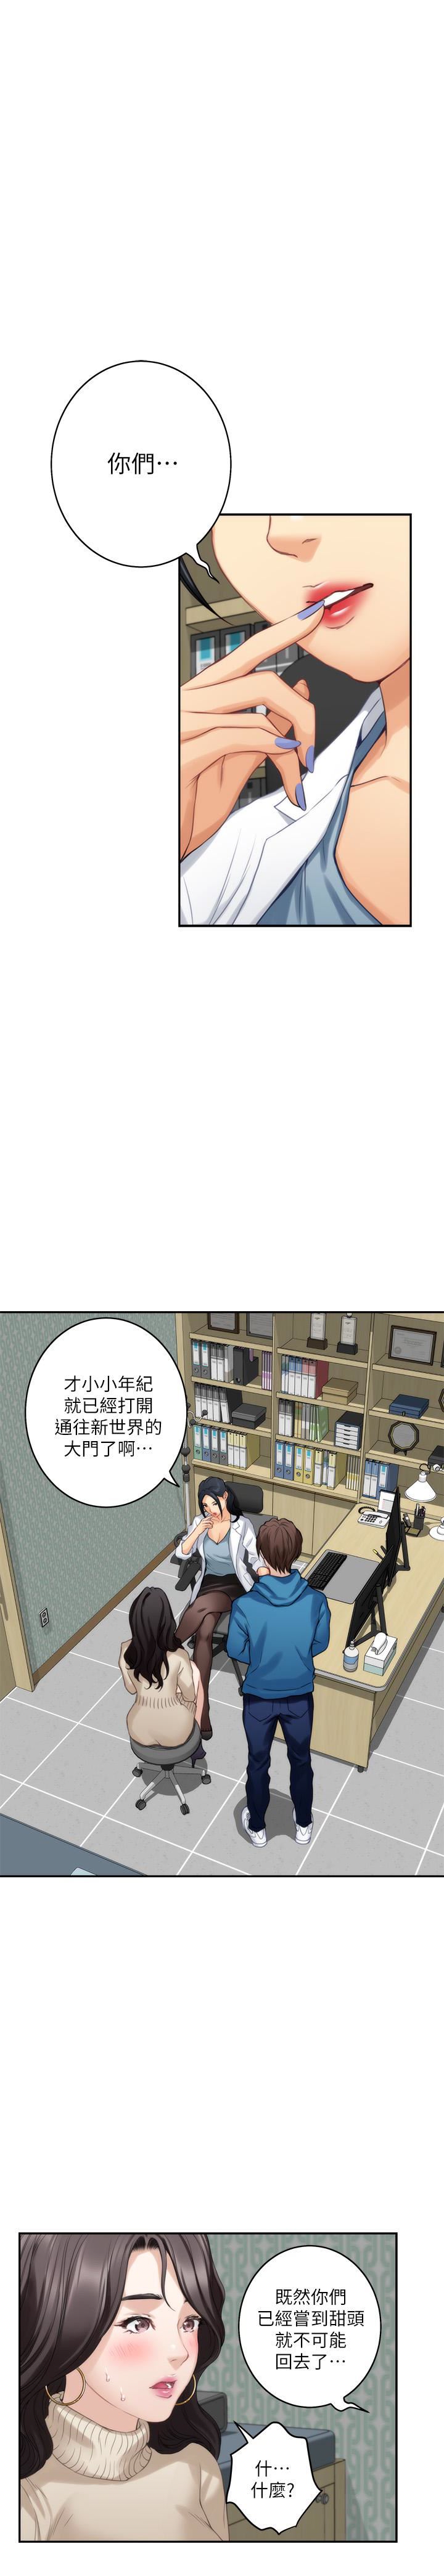 你們⋯
才小小年紀
就已經打開
通往新世界的
大門了啊⋯
既然你們
已經嘗到甜頭
就不可能
回去了⋯
什⋯
什麼?